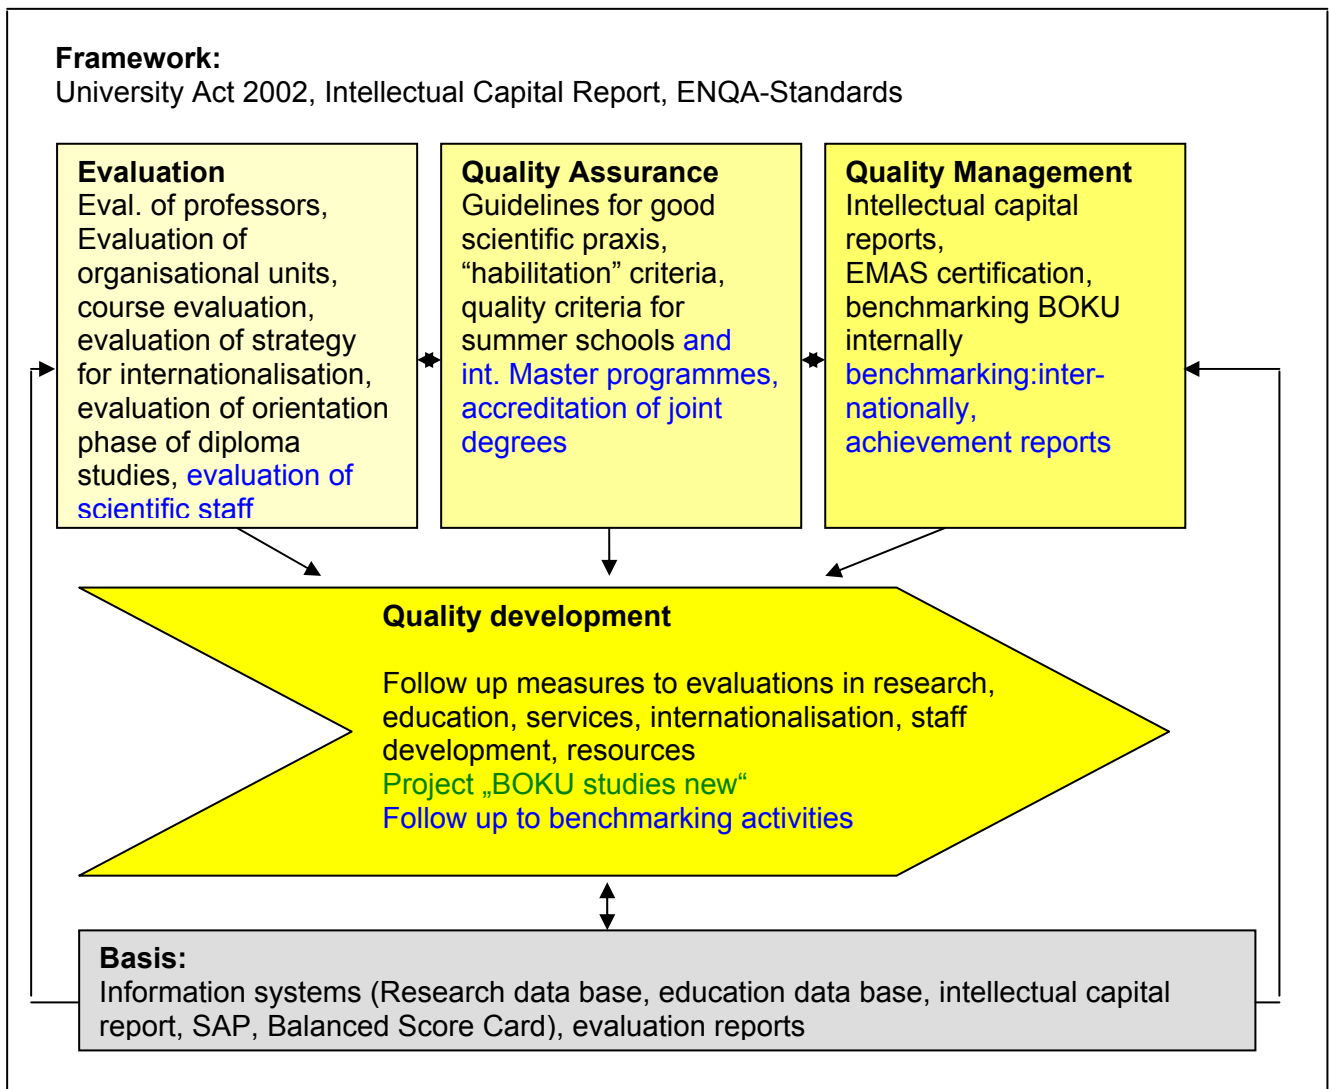 Framework:
University Act 2002, Intellectual Capital Report, ENQA-Standards
Evaluation
Eval. of professors,
Evaluation of
organisational units,
course evaluation,
evaluation of strategy
for internationalisation,
evaluation of orientation
phase of diploma
studies, evaluation of
scientific staff
Quality Assurance
Guidelines for good
scientific praxis,
“habilitation” criteria,
quality criteria for
summer schools and
int. Master programmes,
accreditation of joint
degrees
Quality Management
Intellectual capital
reports,
EMAS certification,
benchmarking BOKU
internally
benchmarking:inter-
nationally,
achievement reports
Quality development
Follow up measures to evaluations in research,
education, services, internationalisation, staff
development, resources
Project „BOKU studies new“
Follow up to benchmarking activities
Basis:
Information systems (Research data base, education data base, intellectual capital
report, SAP, Balanced Score Card), evaluation reports